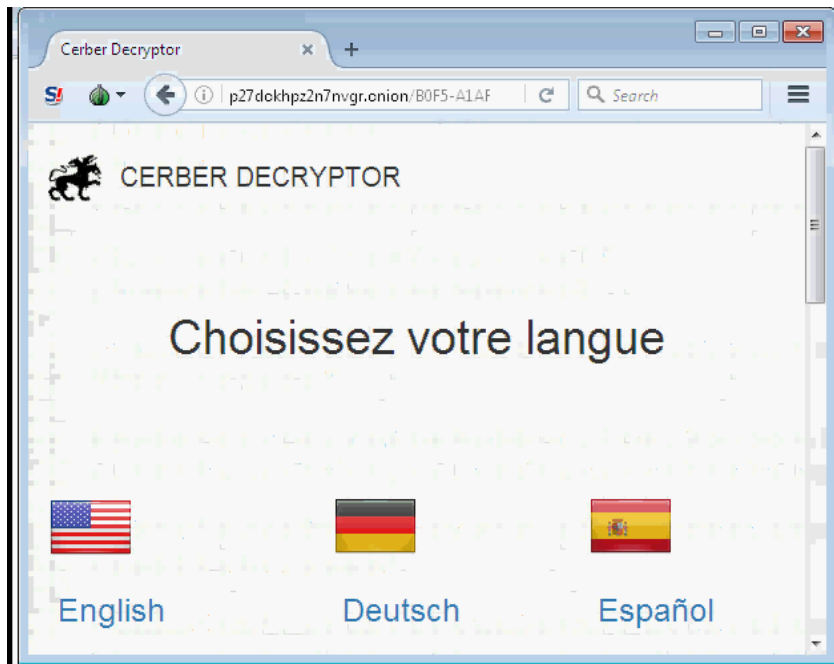 Cerber Decryptor
p27dokhpz2n7nvgr.onion/B0F5-A1AF
Search
CERBER DECRYPTOR
Choisissez votre langue
English Deutsch Español